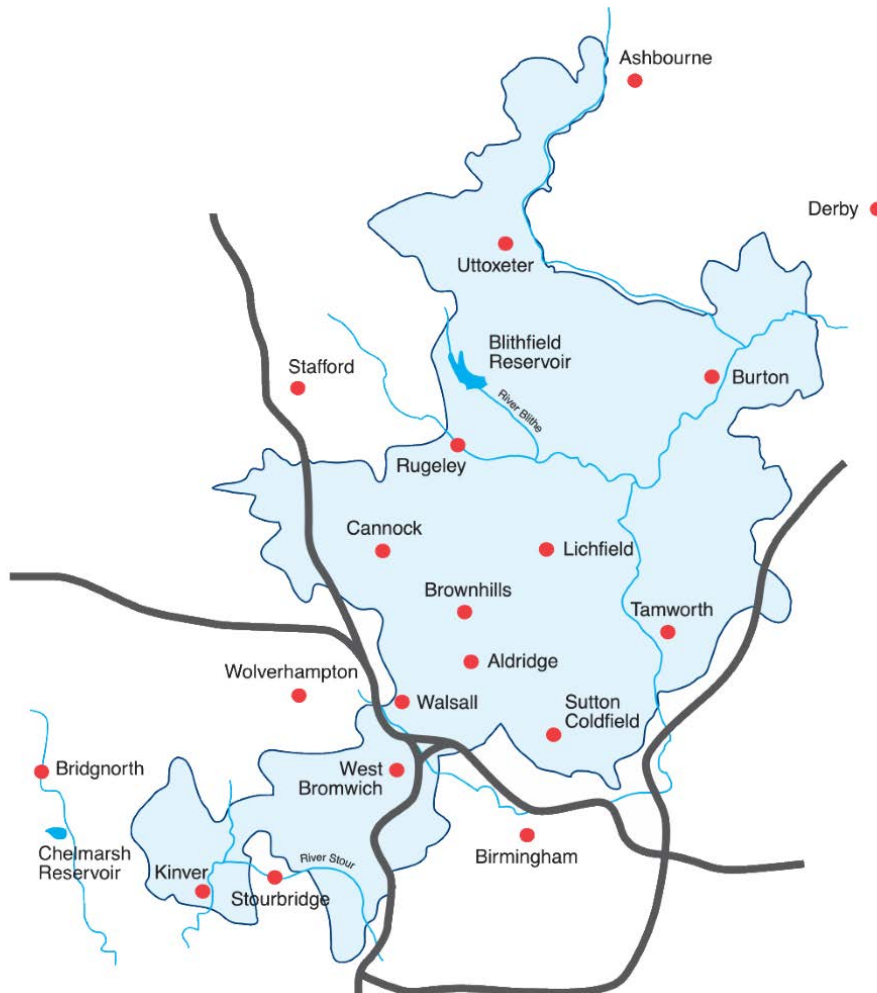 Ashbourne
Derby
Uttoxeter
Blithfield
Reservoir
Stafford
Burton
River Blithe
Rugeley
Cannock
Lichfield
Brownhills
Tamworth
Aldridge
Wolverhampton
Walsall
Sutton
Coldfield
Bridgnorth
West
Bromwich
Chelmarsh
Reservoir
Birmingham
River Stour
Kinver
Stourbridge